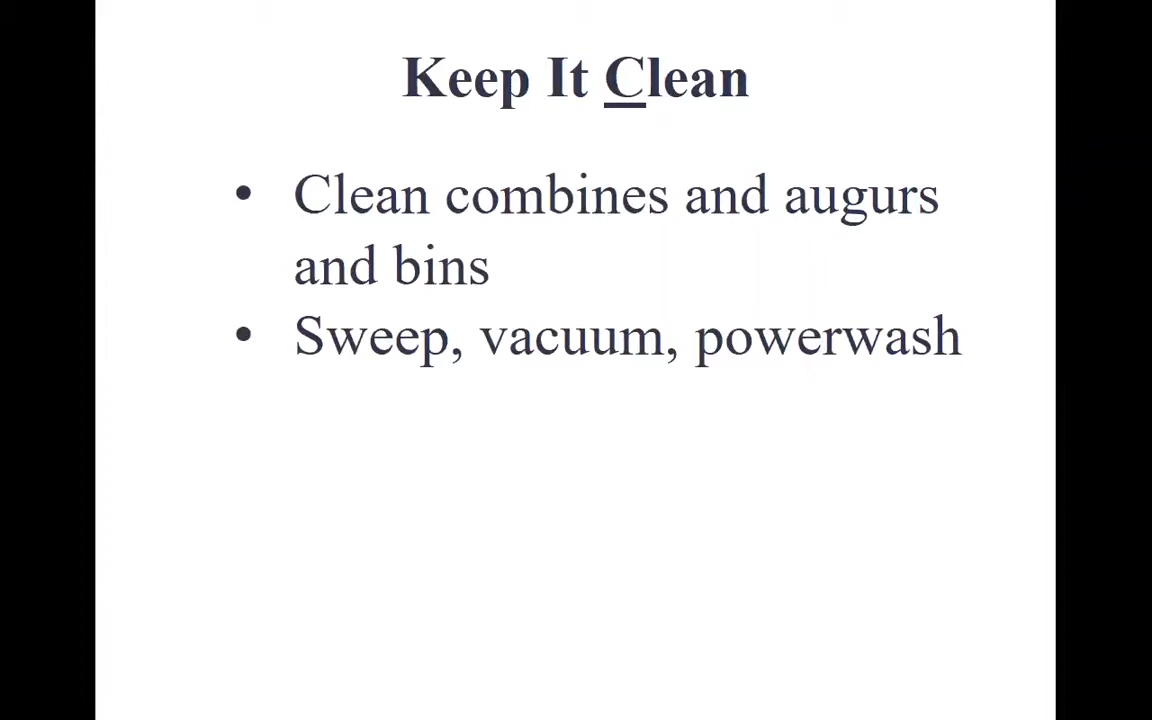 Keep It Clean
• Clean combines and augurs
and bins
• Sweep, vacuum, powerwash